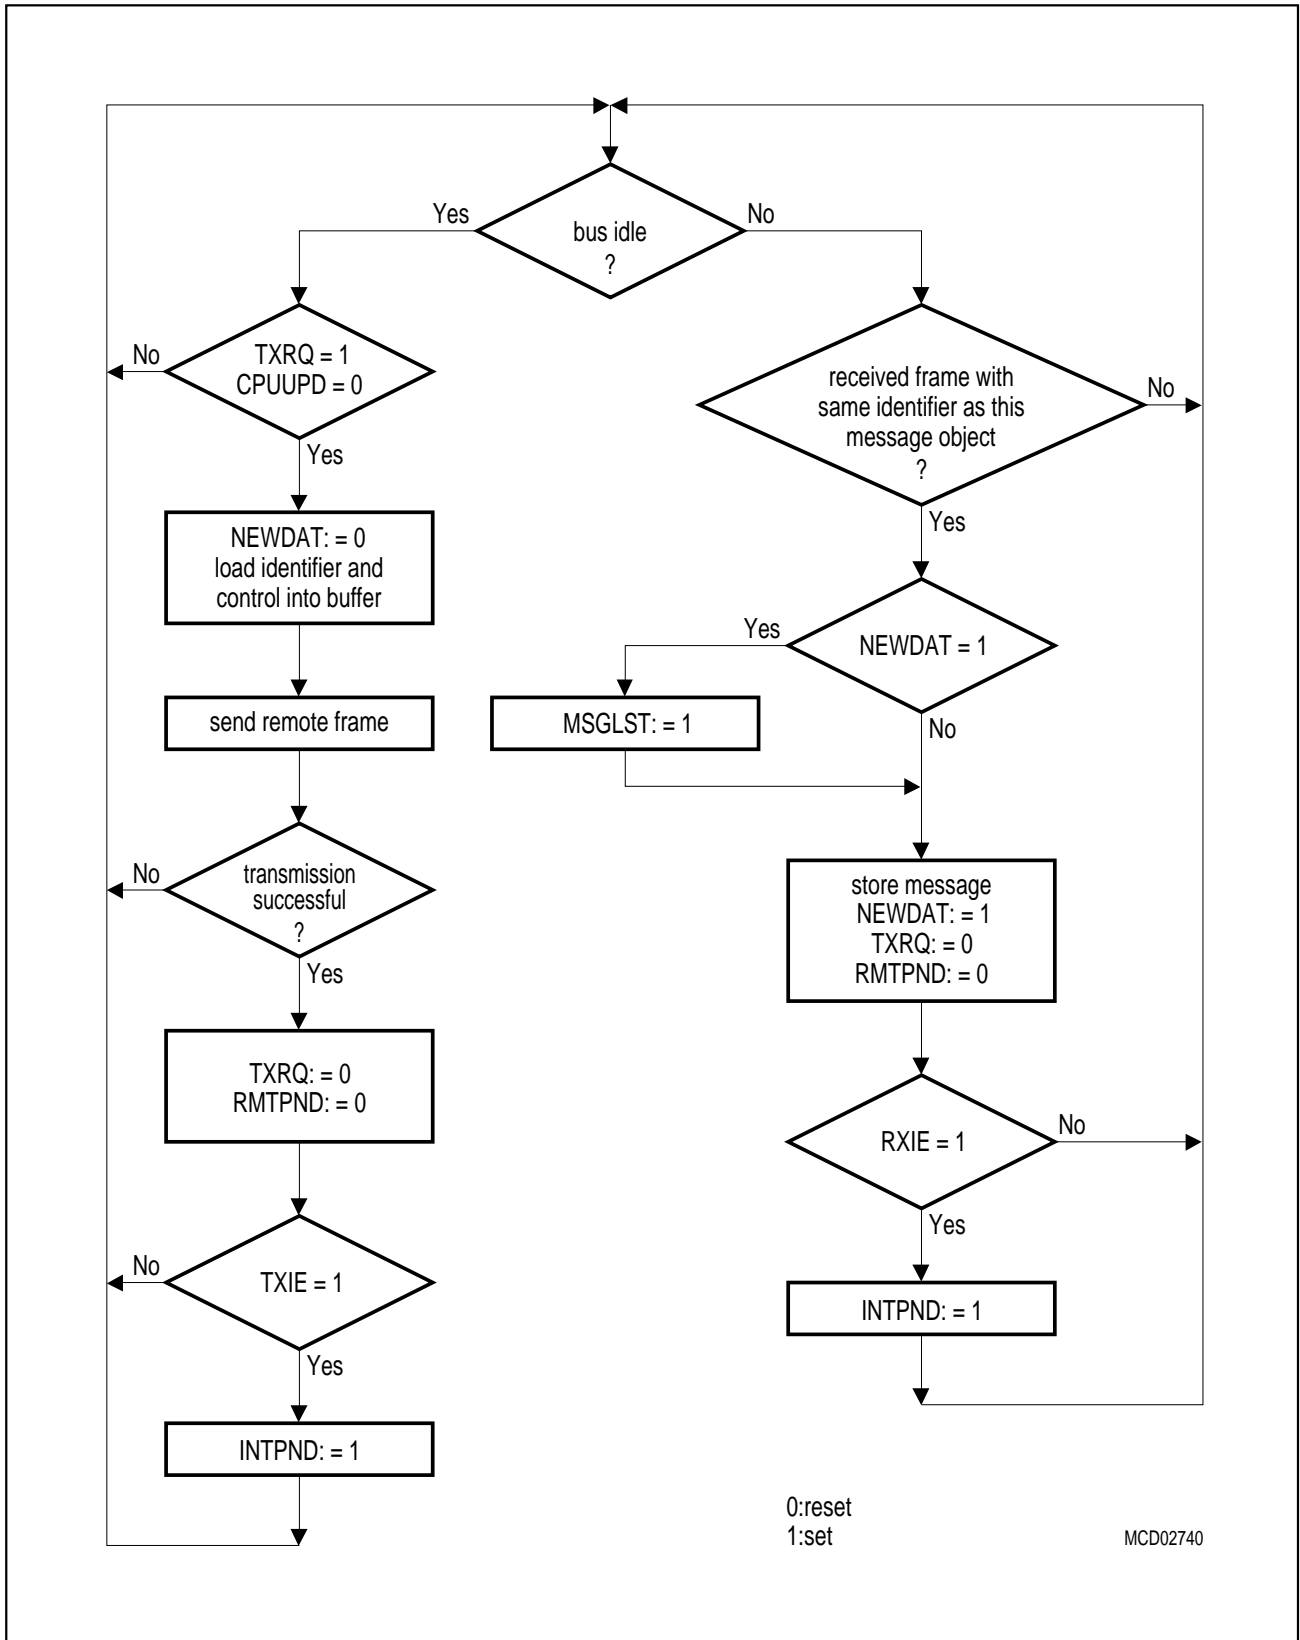 bus idle
?
Yes
No
TXRQ = 1
CPUUPD = 0
No
Yes
NEWDAT: = 0
load identifier and
control into buffer
send remote frame
transmission
successful
?
No
Yes
TXRQ: = 0
RMTPND: = 0
TXIE = 1
No
Yes
INTPND: = 1
received frame with
same identifier as this
message object
?
No
Yes
NEWDAT = 1
Yes
No
MSGLST: = 1
store message
NEWDAT: = 1
TXRQ: = 0
RMTPND: = 0
RXIE = 1
No
Yes
INTPND: = 1
0:reset
1:set
MCD02740